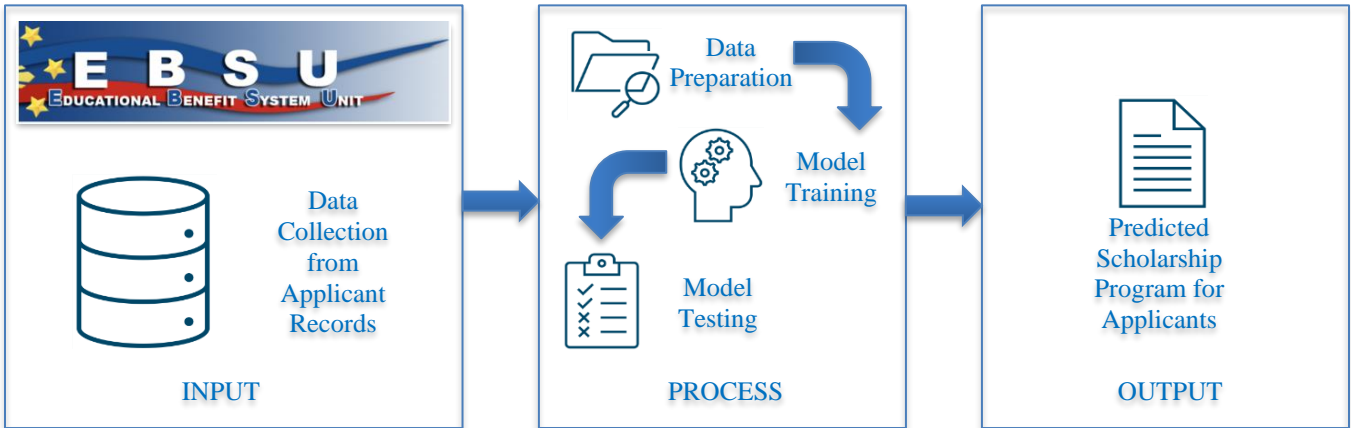 E B S U
EDUCATIONAL BENEFIT SYSTEM UNIT
Data
Collection
from
Applicant
Records
INPUT
Data
Preparation
Model
Training
Model
Testing
PROCESS
Predicted
Scholarship
Program for
Applicants
OUTPUT